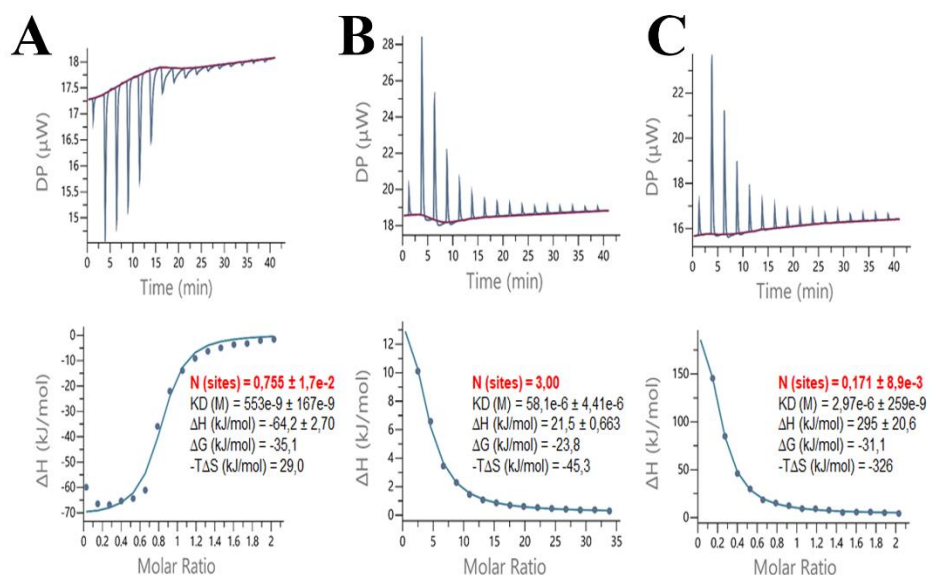 A
DP (µW)
18
17.5
17
16.5
16
15.5
15
0 5 10 15 20 25 30 35 40
Time (min)
B
DP (µW)
28
26
24
22
20
18
0 5 10 15 20 25 30 35 40
Time (min)
C
DP (µW)
22
20
18
16
0 5 10 15 20 25 30 35 40
Time (min)
ΔH (kJ/mol)
0
-10
-20
-30
-40
-50
-60
-70
N (sites) = 0,755 ± 1,7e-2
KD (M) = 553e-9 ± 167e-9
ΔH (kJ/mol) = -64,2 ± 2,70
ΔG (kJ/mol) = -35,1
-TΔS (kJ/mol) = 29,0
0 0.2 0.4 0.6 0.8 1 1.2 1.4 1.6 1.8 2
Molar Ratio
ΔH (kJ/mol)
14
12
10
8
6
4
2
0
N (sites) = 3,00
KD (M) = 58,1e-6 ± 4,41e-6
ΔH (kJ/mol) = 21,5 ± 0,663
ΔG (kJ/mol) = -23,8
-TΔS (kJ/mol) = -45,3
0 5 10 15 20 25 30 35
Molar Ratio
ΔH (kJ/mol)
150
100
50
0
N (sites) = 0,171 ± 8,9e-3
KD (M) = 2,97e-6 ± 259e-9
ΔH (kJ/mol) = 295 ± 20,6
ΔG (kJ/mol) = -31,1
-TΔS (kJ/mol) = -326
0 0.2 0.4 0.6 0.8 1 1.2 1.4 1.6 1.8 2
Molar Ratio